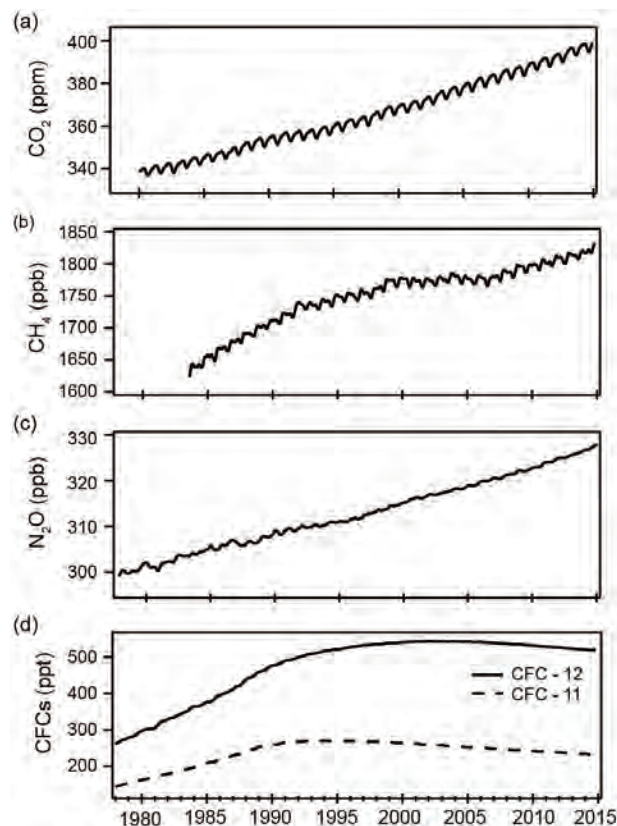 (a)
400
380
360
340
CO₂ (ppm)
(b)
1850
1800
1750
1700
1650
1600
CH₄ (ppb)
(c)
330
320
310
300
N₂O (ppb)
(d)
500
400
300
200
CFCs (ppt)
CFC - 12
CFC - 11
1980 1985 1990 1995 2000 2005 2010 2015